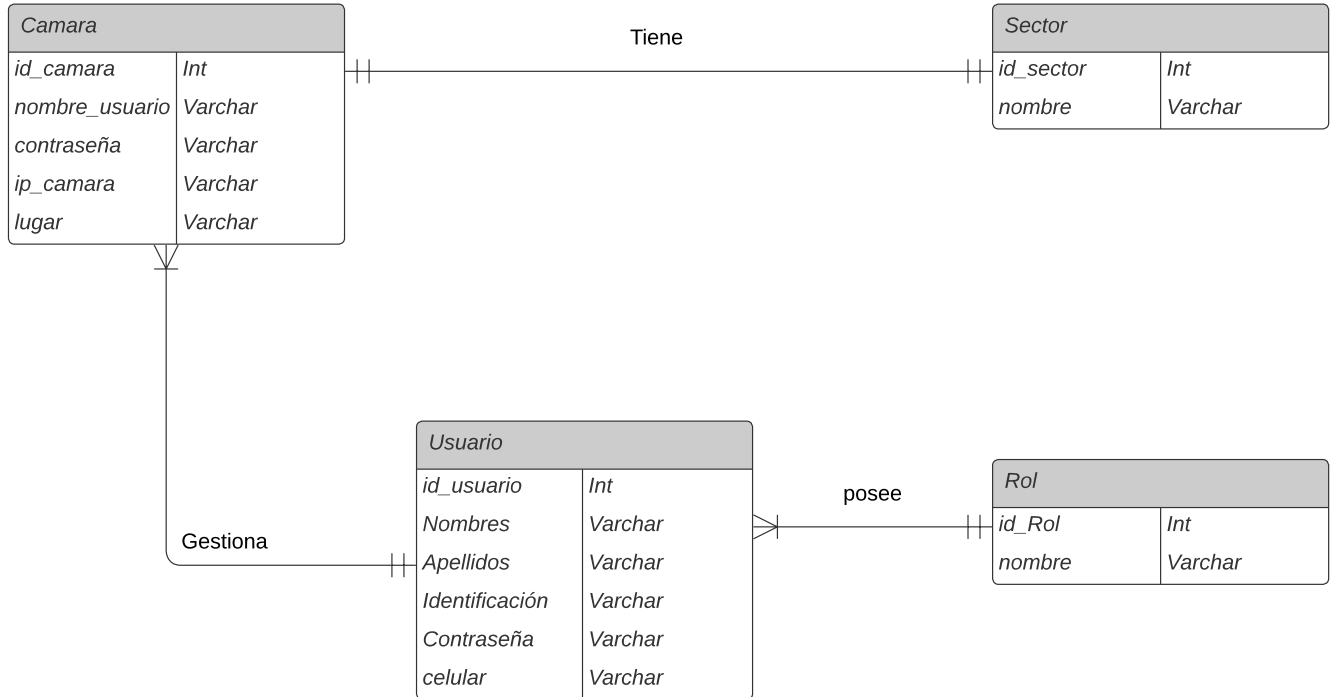 Camara
id_camara Int
nombre_usuario Varchar
contraseña Varchar
ip_camara Varchar
lugar Varchar
Tiene
Sector
id_sector Int
nombre Varchar
Gestiona
Usuario
id_usuario Int
Nombres Varchar
Apellidos Varchar
Identificación Varchar
Contraseña Varchar
celular Varchar
posee
Rol
id_Rol Int
nombre Varchar